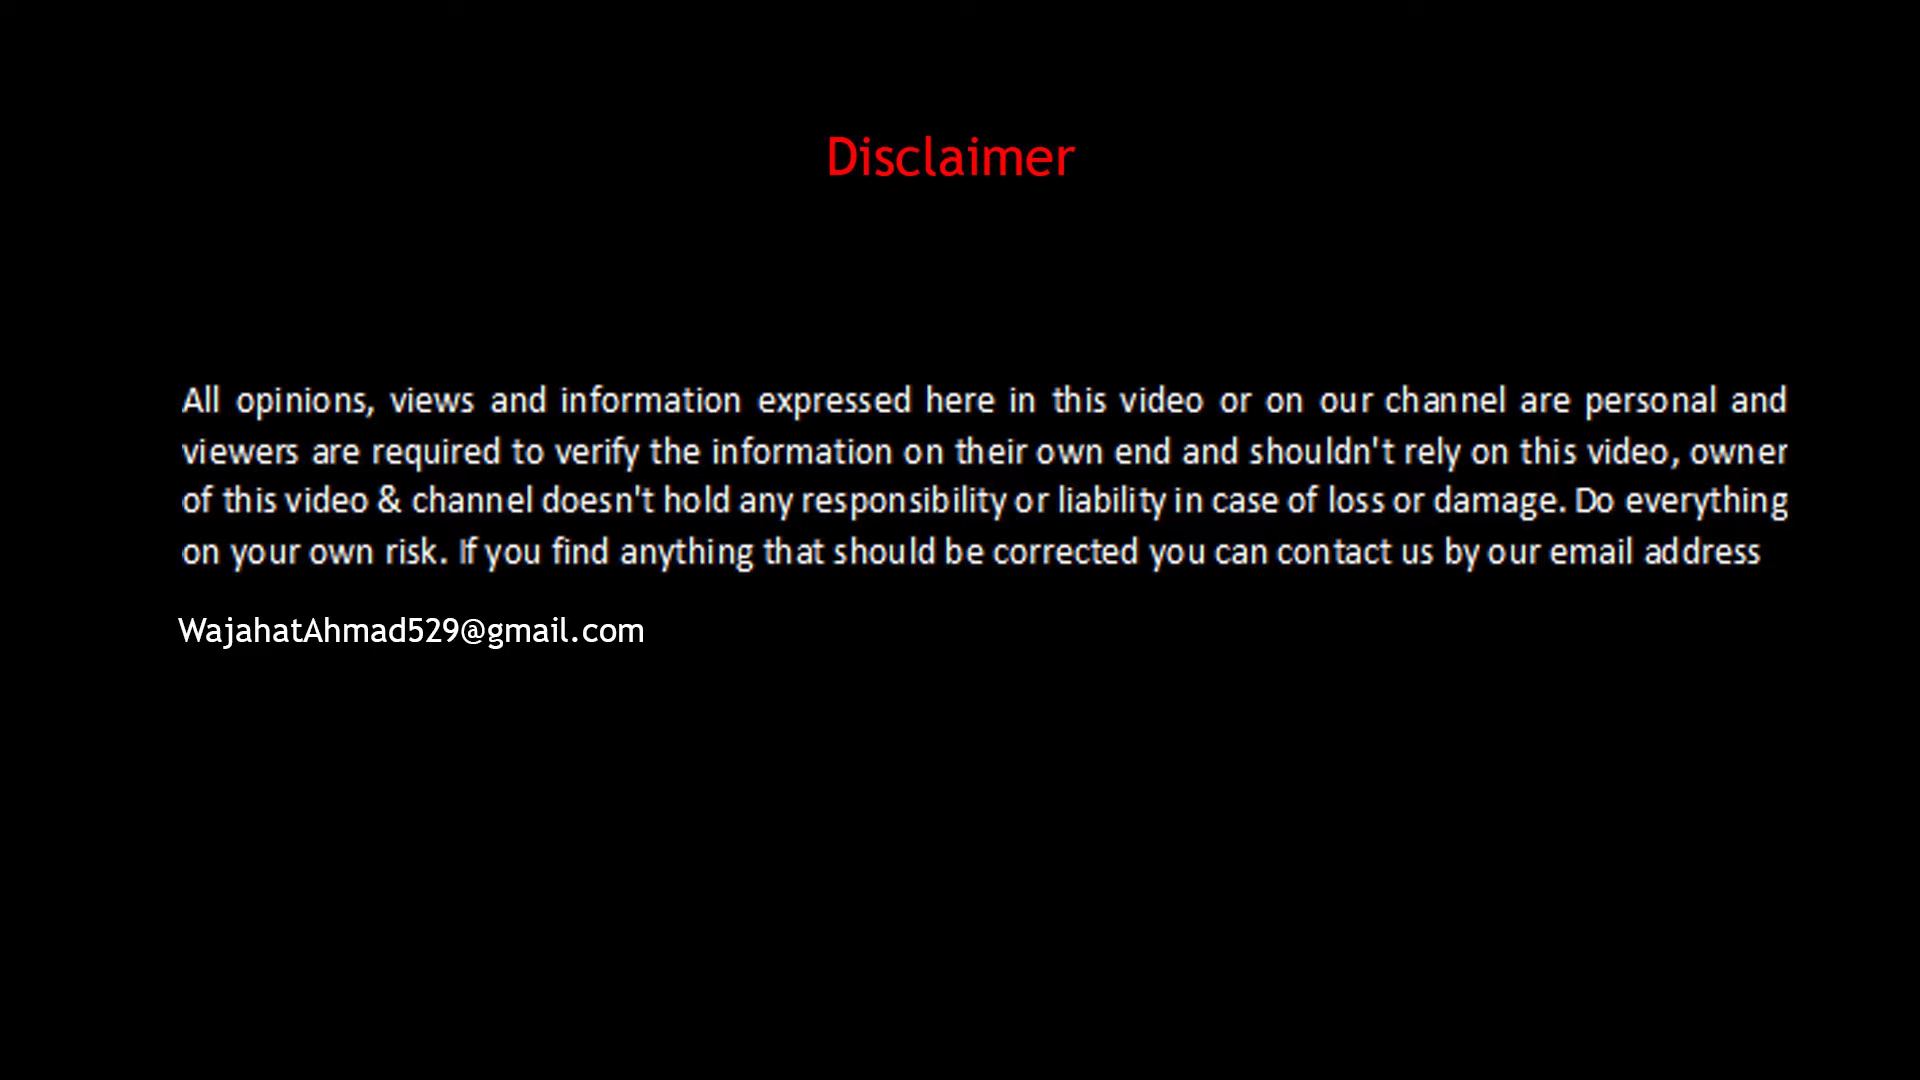 Disclaimer
All opinions, views and information expressed here in this video or on our channel are personal and
viewers are required to verify the information on their own end and shouldn't rely on this video, owner
of this video & channel doesn't hold any responsibility or liability in case of loss or damage. Do everything
on your own risk. If you find anything that should be corrected you can contact us by our email address
WajahatAhmad529@gmail.com